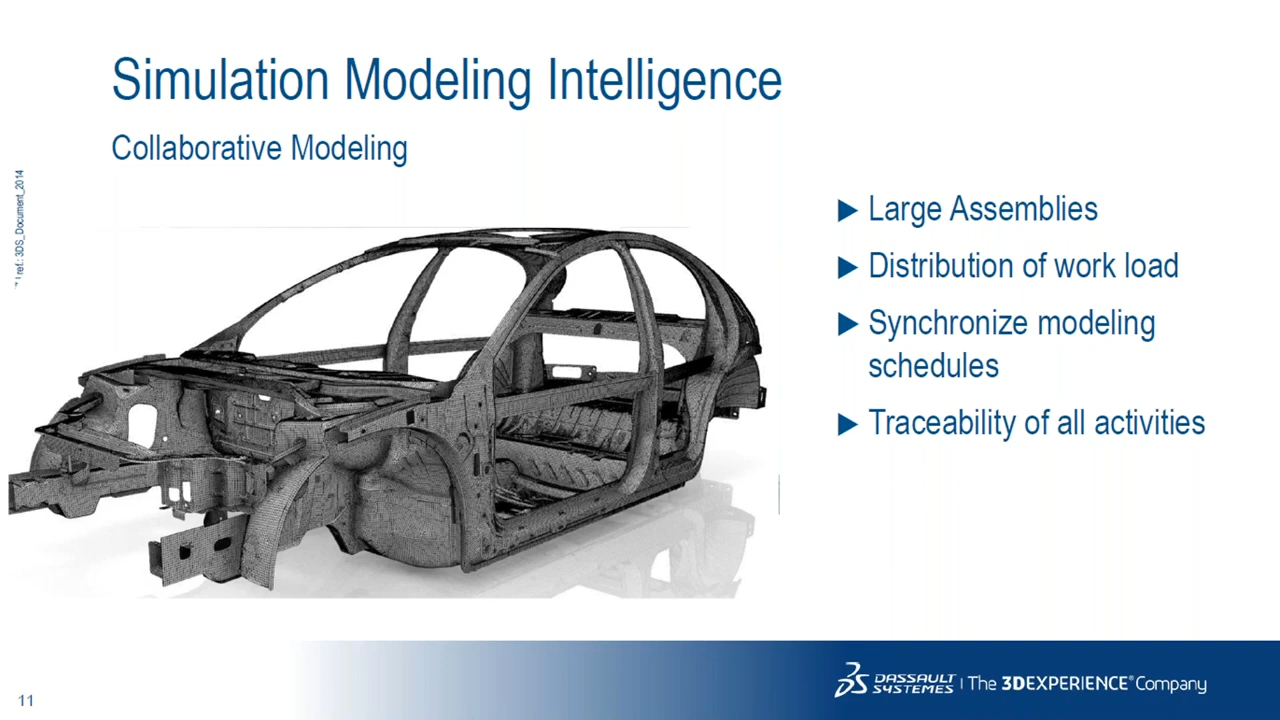 Simulation Modeling Intelligence
Collaborative Modeling
ref.: 3DS_Document_2014
▶ Large Assemblies
▶ Distribution of work load
▶ Synchronize modeling
schedules
▶ Traceability of all activities
11
DASSAULT
SYSTEMES | The 3DEXPERIENCE® Company